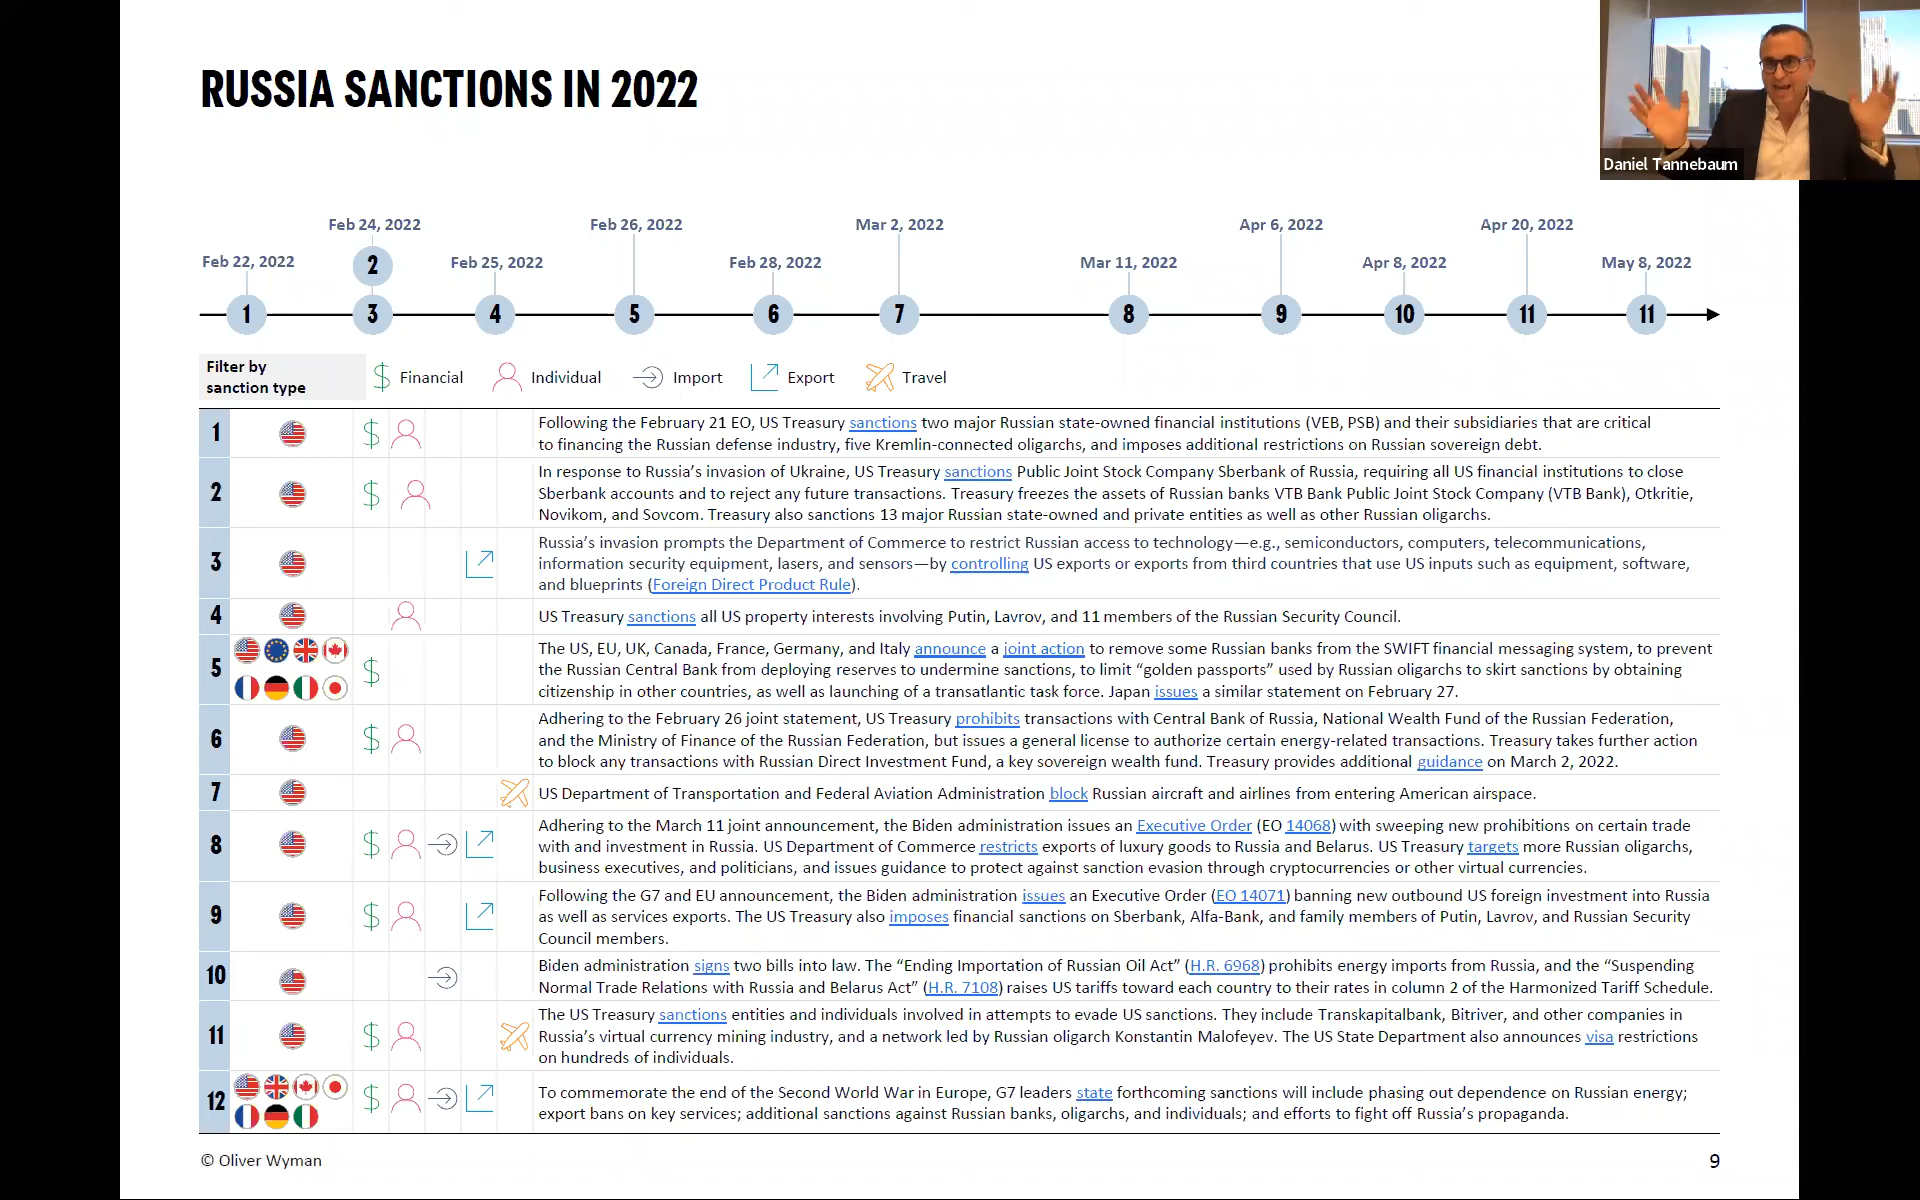 RUSSIA SANCTIONS IN 2022
Daniel Tannebaum
Feb 24, 2022
Feb 26, 2022
Mar 2, 2022
Apr 6, 2022
Apr 20, 2022
Feb 22, 2022
2
Feb 25, 2022
Feb 28, 2022
Mar 11, 2022
Apr 8, 2022
May 8, 2022
1
3
4
5
6
7
8
9
10
11
11
Filter by
sanction type
Financial
Individual
Import
Export
Travel
1
Following the February 21 EO, US Treasury sanctions two major Russian state-owned financial institutions (VEB, PSB) and their subsidiaries that are critical
to financing the Russian defense industry, five Kremlin-connected oligarchs, and imposes additional restrictions on Russian sovereign debt.
2
In response to Russia’s invasion of Ukraine, US Treasury sanctions Public Joint Stock Company Sberbank of Russia, requiring all US financial institutions to close
Sberbank accounts and to reject any future transactions. Treasury freezes the assets of Russian banks VTB Bank Public Joint Stock Company (VTB Bank), Otkritie,
Novikom, and Sovcom. Treasury also sanctions 13 major Russian state-owned and private entities as well as other Russian oligarchs.
3
Russia’s invasion prompts the Department of Commerce to restrict Russian access to technology—e.g., semiconductors, computers, telecommunications,
information security equipment, lasers, and sensors—by controlling US exports or exports from third countries that use US inputs such as equipment, software,
and blueprints (Foreign Direct Product Rule).
4
US Treasury sanctions all US property interests involving Putin, Lavrov, and 11 members of the Russian Security Council.
5
The US, EU, UK, Canada, France, Germany, and Italy announce a joint action to remove some Russian banks from the SWIFT financial messaging system, to prevent
the Russian Central Bank from deploying reserves to undermine sanctions, to limit “golden passports” used by Russian oligarchs to skirt sanctions by obtaining
citizenship in other countries, as well as launching of a transatlantic task force. Japan issues a similar statement on February 27.
6
Adhering to the February 26 joint statement, US Treasury prohibits transactions with Central Bank of Russia, National Wealth Fund of the Russian Federation,
and the Ministry of Finance of the Russian Federation, but issues a general license to authorize certain energy-related transactions. Treasury takes further action
to block any transactions with Russian Direct Investment Fund, a key sovereign wealth fund. Treasury provides additional guidance on March 2, 2022.
7
US Department of Transportation and Federal Aviation Administration block Russian aircraft and airlines from entering American airspace.
8
Adhering to the March 11 joint announcement, the Biden administration issues an Executive Order (EO 14068) with sweeping new prohibitions on certain trade
with and investment in Russia. US Department of Commerce restricts exports of luxury goods to Russia and Belarus. US Treasury targets more Russian oligarchs,
business executives, and politicians, and issues guidance to protect against sanction evasion through cryptocurrencies or other virtual currencies.
9
Following the G7 and EU announcement, the Biden administration issues an Executive Order (EO 14071) banning new outbound US foreign investment into Russia
as well as services exports. The US Treasury also imposes financial sanctions on Sberbank, Alfa-Bank, and family members of Putin, Lavrov, and Russian Security
Council members.
10
Biden administration signs two bills into law. The “Ending Importation of Russian Oil Act” (H.R. 6968) prohibits energy imports from Russia, and the “Suspending
Normal Trade Relations with Russia and Belarus Act” (H.R. 7108) raises US tariffs toward each country to their rates in column 2 of the Harmonized Tariff Schedule.
11
The US Treasury sanctions entities and individuals involved in attempts to evade US sanctions. They include Transkapitalbank, Bitriver, and other companies in
Russia’s virtual currency mining industry, and a network led by Russian oligarch Konstantin Malofeyev. The US State Department also announces visa restrictions
on hundreds of individuals.
12
To commemorate the end of the Second World War in Europe, G7 leaders state forthcoming sanctions will include phasing out dependence on Russian energy;
export bans on key services; additional sanctions against Russian banks, oligarchs, and individuals; and efforts to fight off Russia’s propaganda.
© Oliver Wyman
9